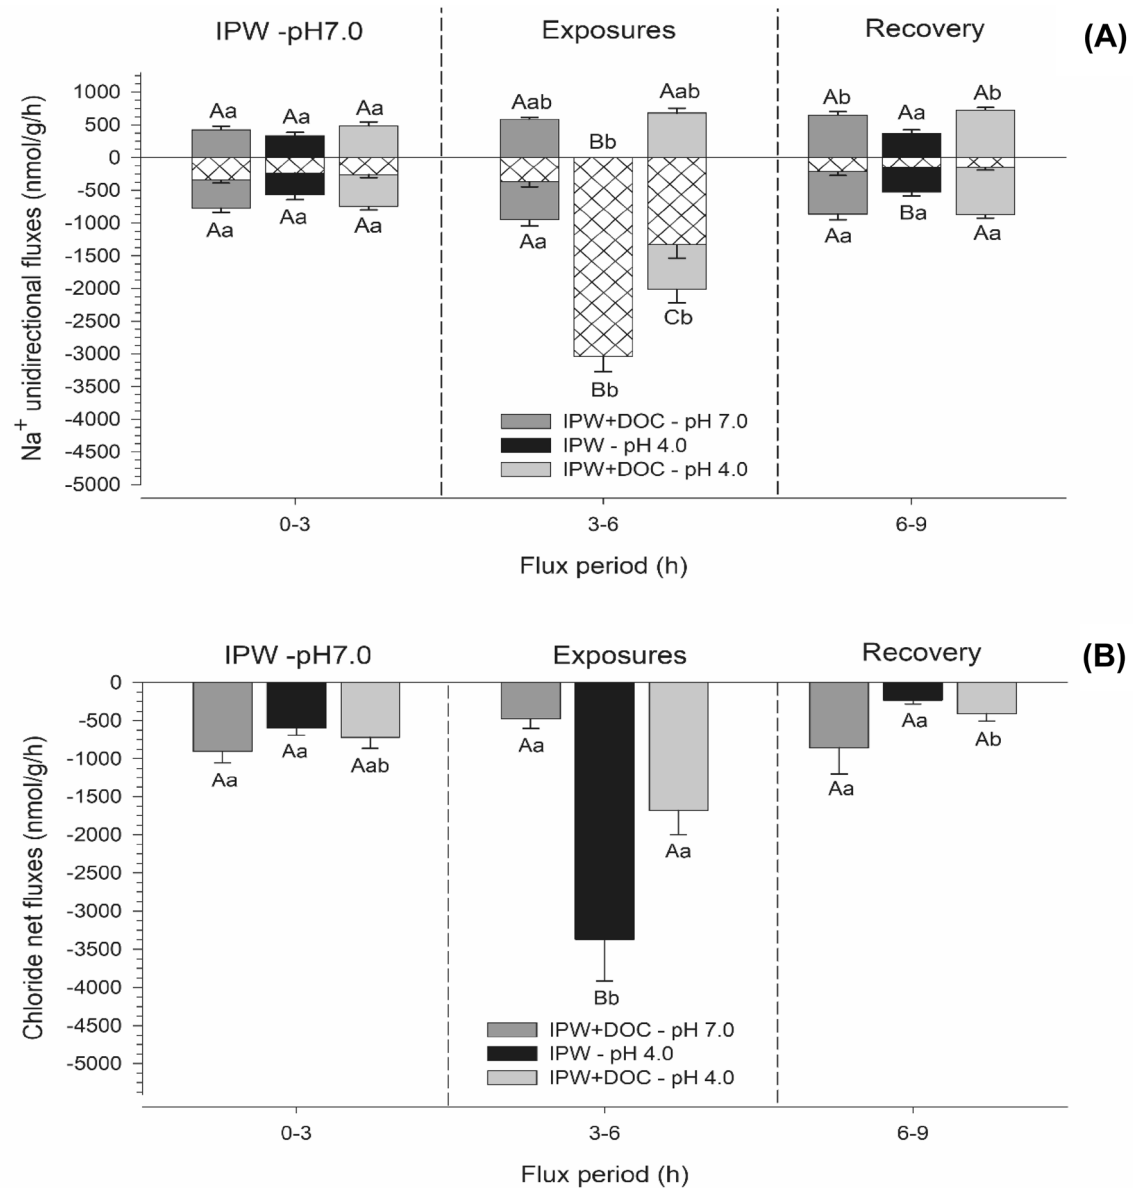 IPW -pH7.0 Exposures Recovery (A)
Na+ unidirectional fluxes (nmol/g/h)
1000
500
0
-500
-1000
-1500
-2000
-2500
-3000
-3500
-4000
-4500
-5000
Aa Aa Aa Aab Bb Aab Ab Aa Ab
Aa Aa Aa Aa Bb Cb Aa Ba Aa
IPW+DOC - pH 7.0
IPW - pH 4.0
IPW+DOC - pH 4.0
0-3 3-6 6-9
Flux period (h)
IPW -pH7.0 Exposures Recovery (B)
Chloride net fluxes (nmol/g/h)
0
-500
-1000
-1500
-2000
-2500
-3000
-3500
-4000
-4500
-5000
Aa Aa Aab Aa Bb Aa Aa Aa Ab
IPW+DOC - pH 7.0
IPW - pH 4.0
IPW+DOC - pH 4.0
0-3 3-6 6-9
Flux period (h)